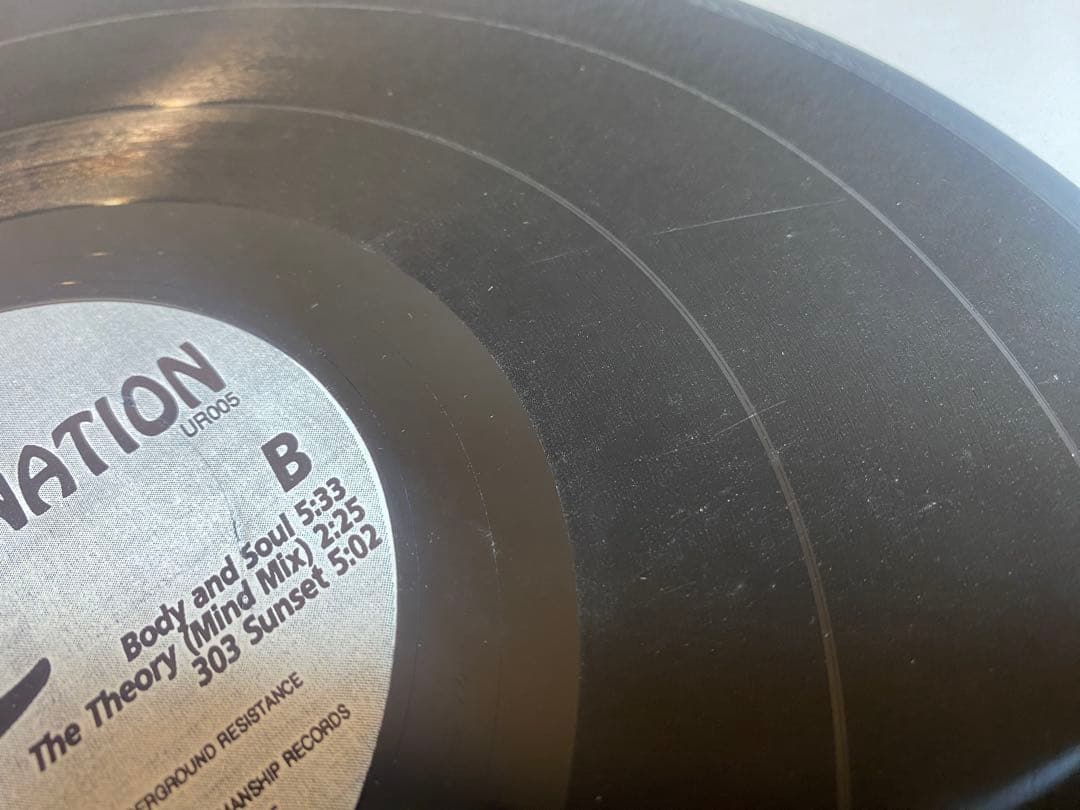 NATION
UR005
B
Body and Soul 5:33
The Theory (Mind Mix) 2:25
303 Sunset 5:02
ERGROUND RESISTANCE
MANSHIP RECORDS